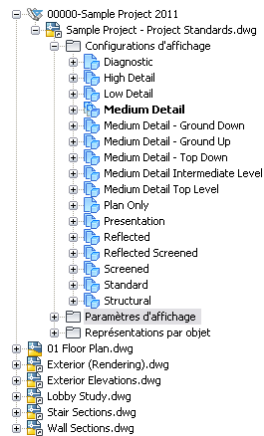 00000-Sample Project 2011
Sample Project - Project Standards.dwg
Configurations d'affichage
Diagnostic
High Detail
Low Detail
Medium Detail
Medium Detail - Ground Down
Medium Detail - Ground Up
Medium Detail - Top Down
Medium Detail Intermediate Level
Medium Detail Top Level
Plan Only
Presentation
Reflected
Reflected Screened
Screened
Standard
Structural
Paramètres d'affichage
Représentations par objet
01 Floor Plan.dwg
Exterior (Rendering).dwg
Exterior Elevations.dwg
Lobby Study.dwg
Stair Sections.dwg
Wall Sections.dwg